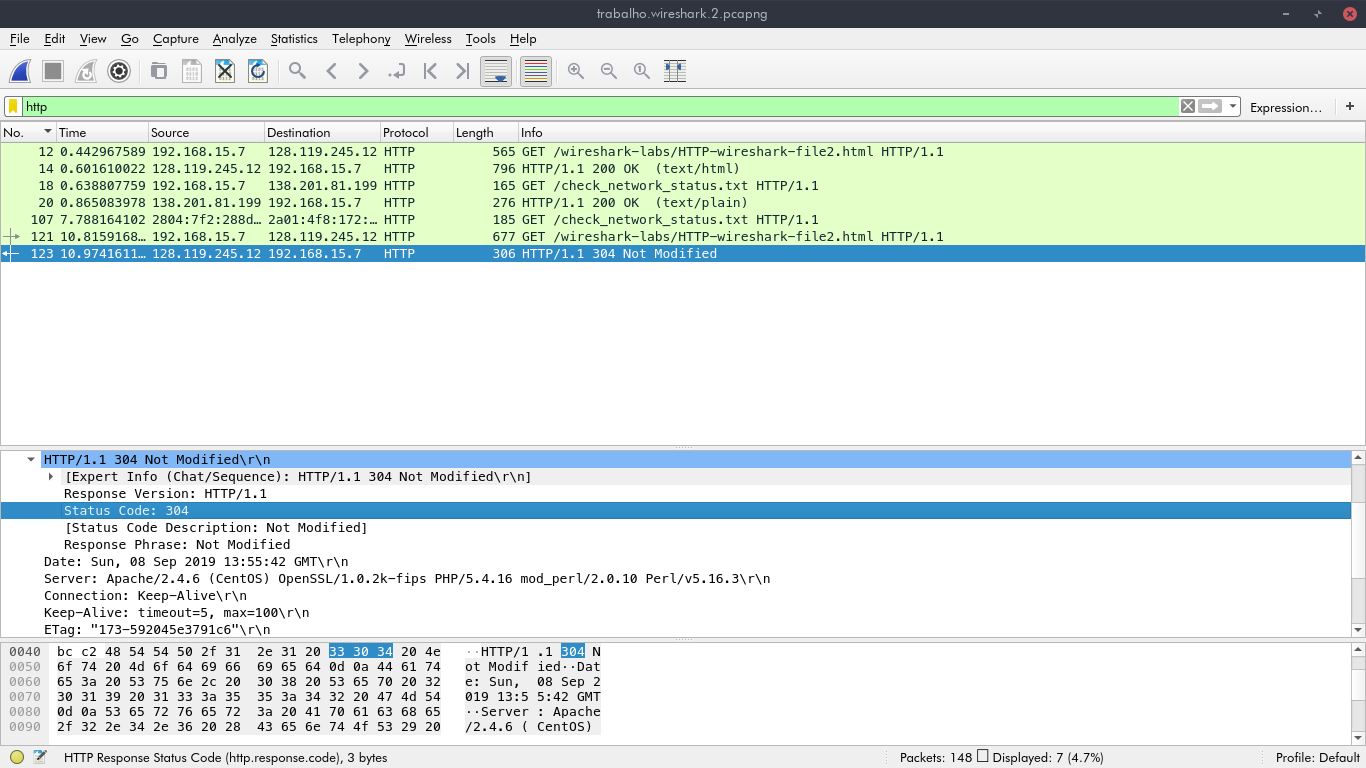 trabalho.wireshark.2.pcapng
File Edit View Go Capture Analyze Statistics Telephony Wireless Tools Help
http Expression… +
No. Time Source Destination Protocol Length Info
12 0.442967589 192.168.15.7 128.119.245.12 HTTP 565 GET /wireshark-labs/HTTP-wireshark-file2.html HTTP/1.1
14 0.601610022 128.119.245.12 192.168.15.7 HTTP 796 HTTP/1.1 200 OK (text/html)
18 0.638807759 192.168.15.7 138.201.81.199 HTTP 165 GET /check_network_status.txt HTTP/1.1
20 0.865083978 138.201.81.199 192.168.15.7 HTTP 276 HTTP/1.1 200 OK (text/plain)
107 7.788164102 2804:7f2:288d… 2a01:4f8:172:… HTTP 185 GET /check_network_status.txt HTTP/1.1
121 10.8159168… 192.168.15.7 128.119.245.12 HTTP 677 GET /wireshark-labs/HTTP-wireshark-file2.html HTTP/1.1
123 10.9741611… 128.119.245.12 192.168.15.7 HTTP 306 HTTP/1.1 304 Not Modified
HTTP/1.1 304 Not Modified\r\n
[Expert Info (Chat/Sequence): HTTP/1.1 304 Not Modified\r\n]
Response Version: HTTP/1.1
Status Code: 304
[Status Code Description: Not Modified]
Response Phrase: Not Modified
Date: Sun, 08 Sep 2019 13:55:42 GMT\r\n
Server: Apache/2.4.6 (CentOS) OpenSSL/1.0.2k-fips PHP/5.4.16 mod_perl/2.0.10 Perl/v5.16.3\r\n
Connection: Keep-Alive\r\n
Keep-Alive: timeout=5, max=100\r\n
ETag: "173-592045e3791c6"\r\n
0040 bc c2 48 54 54 50 2f 31 2e 31 20 33 30 34 20 4e ··HTTP/1 .1 304 N
0050 6f 74 20 4d 6f 64 69 66 69 65 64 0d 0a 44 61 74 ot Modif ied··Dat
0060 65 3a 20 53 75 6e 2c 20 30 38 20 53 65 70 20 32 e: Sun, 08 Sep 2
0070 30 31 39 20 31 33 3a 35 35 3a 34 32 20 47 4d 54 019 13:5 5:42 GMT
0080 0d 0a 53 65 72 76 65 72 3a 20 41 70 61 63 68 65 ··Server : Apache
0090 2f 32 2e 34 2e 36 20 28 43 65 6e 74 4f 53 29 20 /2.4.6 ( CentOS)
HTTP Response Status Code (http.response.code), 3 bytes Packets: 148 Displayed: 7 (4.7%) Profile: Default